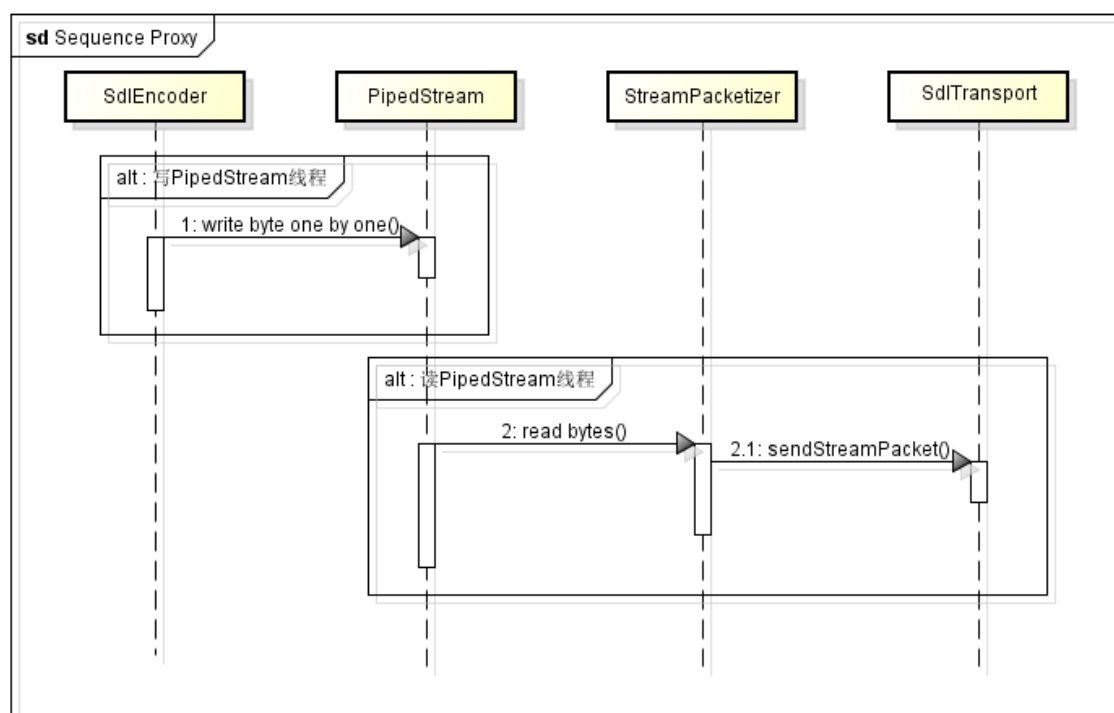 sd Sequence Proxy
SdlEncoder
PipedStream
StreamPacketizer
SdlTransport
alt : 写PipedStream线程
1: write byte one by one()
alt : 读PipedStream线程
2: read bytes()
2.1: sendStreamPacket()